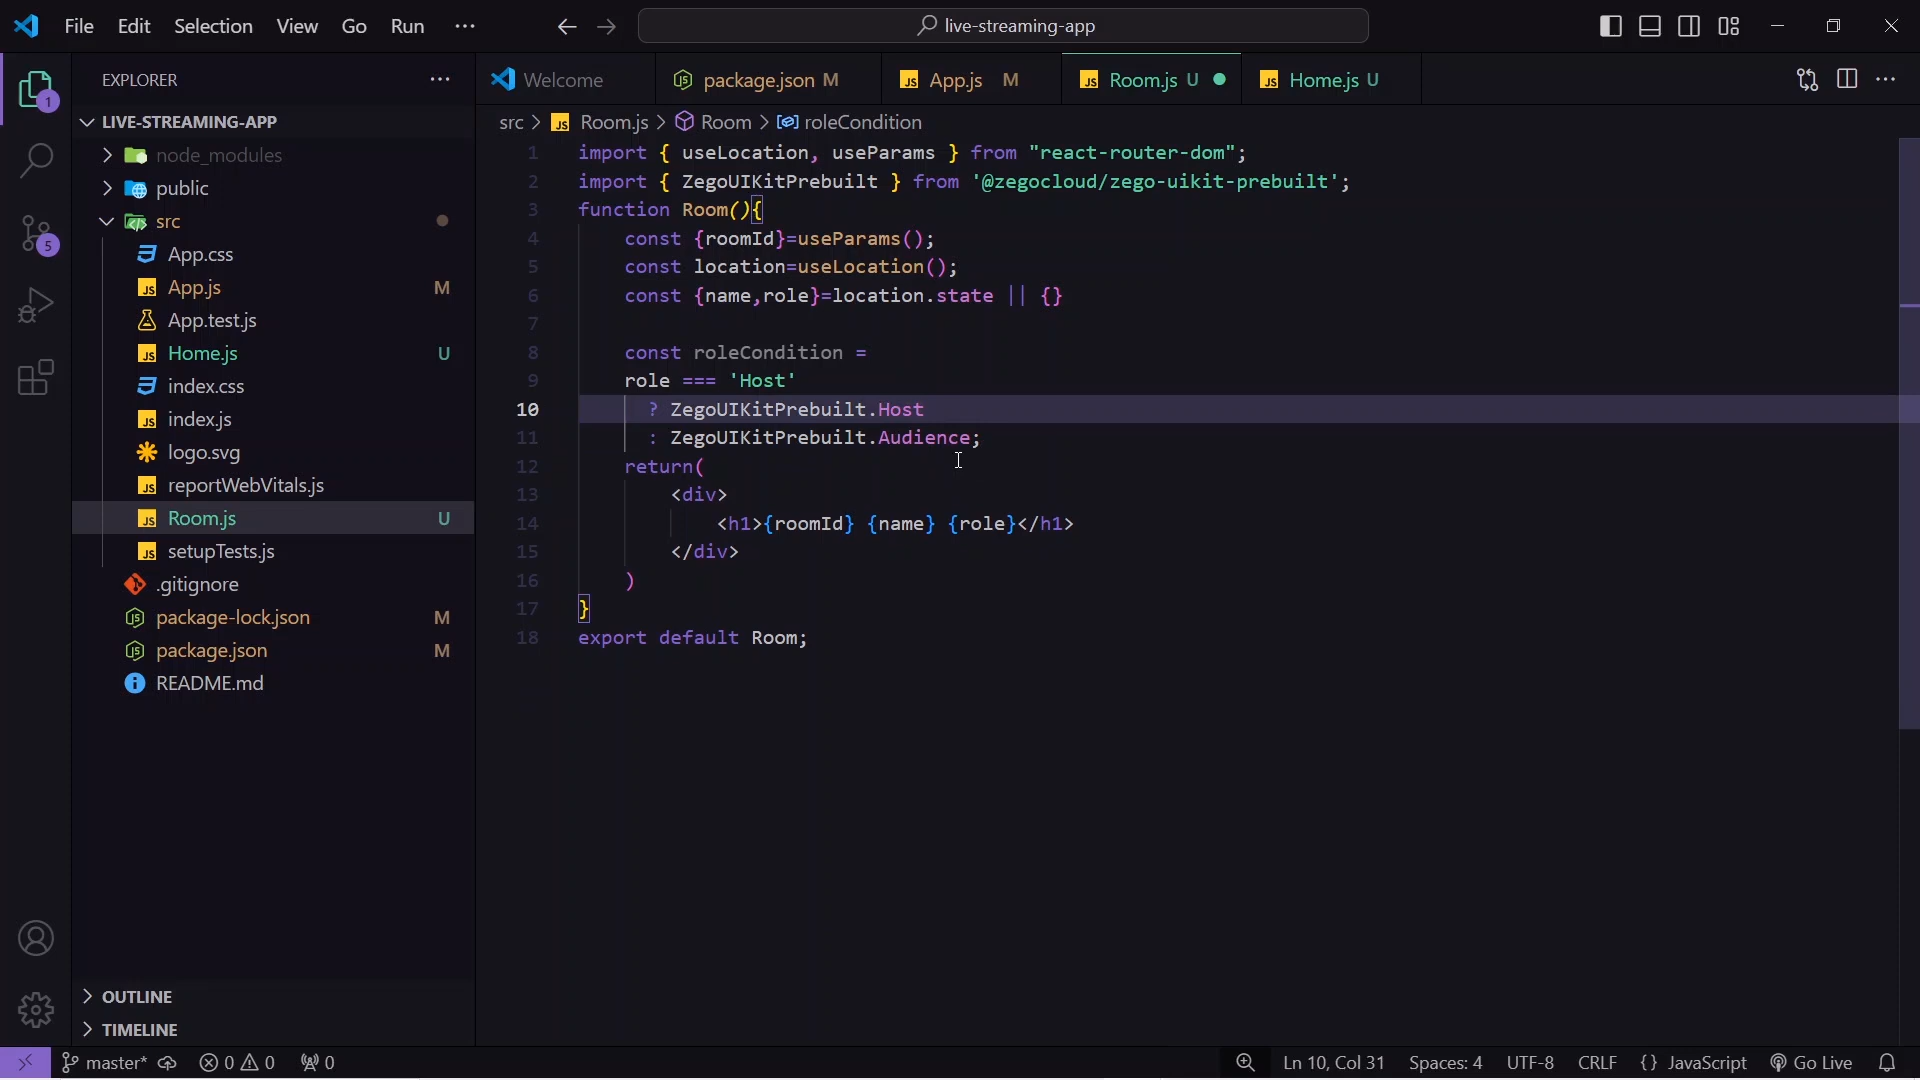 File Edit Selection View Go Run ··· live-streaming-app
EXPLORER ···
LIVE-STREAMING-APP
node_modules
public
src
App.css
App.js M
App.test.js
Home.js U
index.css
index.js
logo.svg
reportWebVitals.js
Room.js U
setupTests.js
.gitignore
package-lock.json M
package.json M
README.md
OUTLINE
TIMELINE
1
5
Welcome package.json M App.js M Room.js U Home.js U ···
src > JS Room.js > Room > roleCondition
1 import { useLocation, useParams } from "react-router-dom";
2 import { ZegoUIKitPrebuilt } from '@zegocloud/zego-uikit-prebuilt';
3 function Room(){
4 const {roomId}=useParams();
5 const location=useLocation();
6 const {name,role}=location.state || {}
7
8 const roleCondition =
9 role === 'Host'
10 ? ZegoUIKitPrebuilt.Host
11 : ZegoUIKitPrebuilt.Audience;
12 return(
13 <div>
14 <h1>{roomId} {name} {role}</h1>
15 </div>
16 )
17 }
18 export default Room;
master* 0 0 0 Ln 10, Col 31 Spaces: 4 UTF-8 CRLF {} JavaScript Go Live